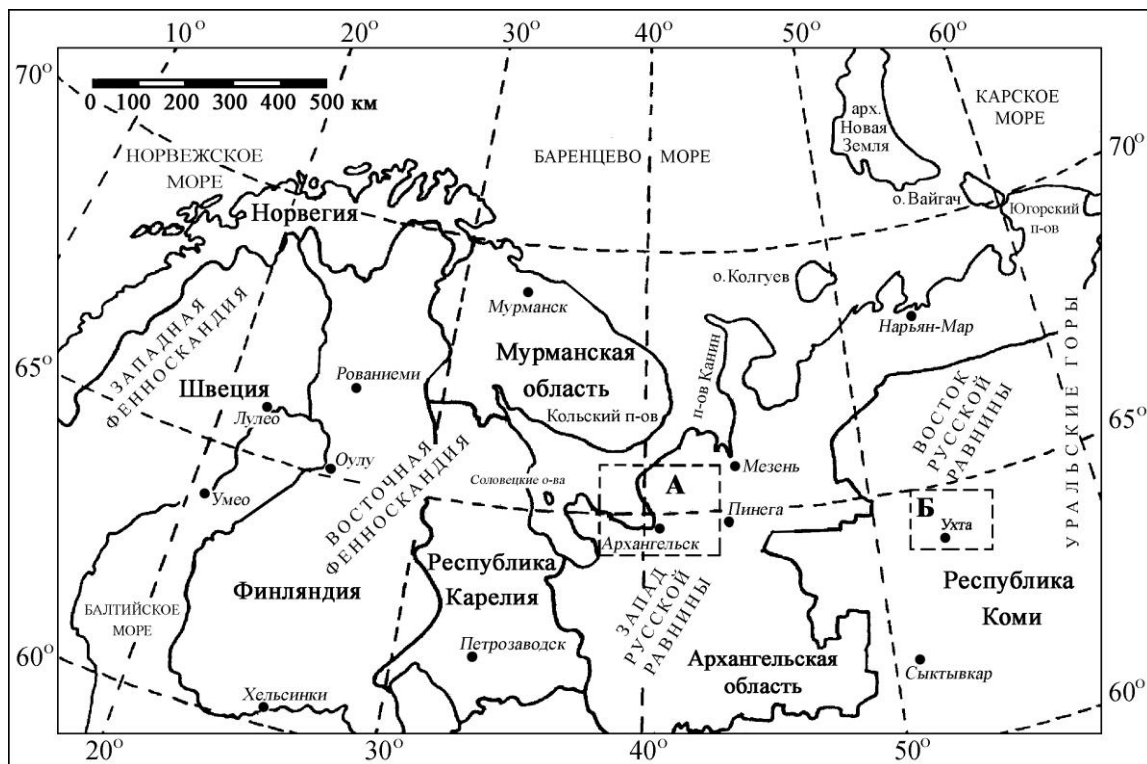 10° 20° 30° 40° 50° 60°
70°
0 100 200 300 400 500 км
НОРВЕЖСКОЕ
МОРЕ
БАРЕНЦЕВО МОРЕ
арх.
Новая
Земля
КАРСКОЕ
МОРЕ
70°
о. Вайгач
Югорский
п-ов
Норвегия
о. Колгуев
Мурманск
Нарьян-Мар
ЗАПАДНАЯ
ФЕННОСКАНДИЯ
Мурманская
область
п-ов Канин
УРАЛЬСКИЕ ГОРЫ
65°
Швеция
Рованиеми
Лулео
Кольский п-ов
ВОСТОК
РУССКОЙ
РАВНИНЫ
65°
Оулу
ВОСТОЧНАЯ
ФЕННОСКАНДИЯ
Соловецкие о-ва
А
Мезень
Умео
Пинега
Б
Ухта
Архангельск
Финляндия
Республика
Карелия
ЗАПАД
РУССКОЙ
РАВНИНЫ
Республика
Коми
БАЛТИЙСКОЕ
МОРЕ
60°
Петрозаводск
Архангельская
область
Сыктывкар
Хельсинки
60°
20° 30° 40° 50°